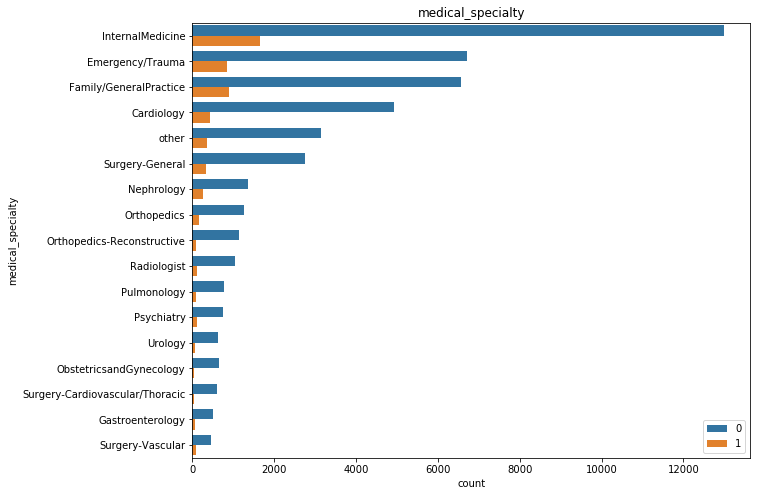 medical_specialty
InternalMedicine
Emergency/Trauma
Family/GeneralPractice
Cardiology
other
Surgery-General
Nephrology
Orthopedics
Orthopedics-Reconstructive
Radiologist
Pulmonology
Psychiatry
Urology
ObstetricsandGynecology
Surgery-Cardiovascular/Thoracic
Gastroenterology
Surgery-Vascular
medical_specialty
0
1
0 2000 4000 6000 8000 10000 12000
count